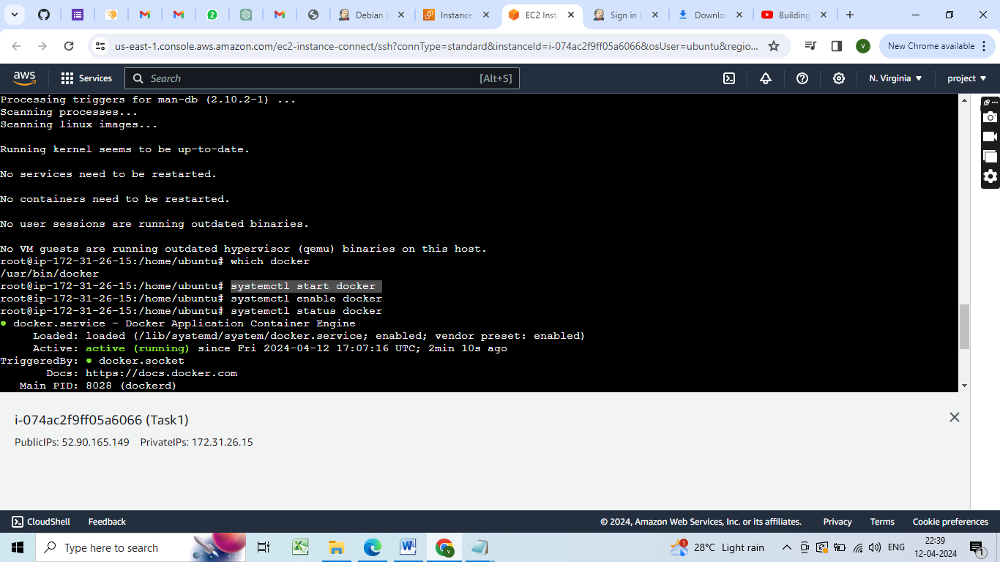 2
Debian J
Instance
EC2 Inst
Sign in [
Downlo
Building
us-east-1.console.aws.amazon.com/ec2-instance-connect/ssh?connType=standard&instanceId=i-074ac2f9ff05a6066&osUser=ubuntu&regio...
V
New Chrome available
aws
Services
Search
[Alt+S]
N. Virginia
project
Processing triggers for man-db (2.10.2-1) ...
Scanning processes...
Scanning linux images...
Running kernel seems to be up-to-date.
No services need to be restarted.
No containers need to be restarted.
No user sessions are running outdated binaries.
No VM guests are running outdated hypervisor (qemu) binaries on this host.
root@ip-172-31-26-15:/home/ubuntu# which docker
/usr/bin/docker
root@ip-172-31-26-15:/home/ubuntu# systemctl start docker
root@ip-172-31-26-15:/home/ubuntu# systemctl enable docker
root@ip-172-31-26-15:/home/ubuntu# systemctl status docker
● docker.service - Docker Application Container Engine
Loaded: loaded (/lib/systemd/system/docker.service; enabled; vendor preset: enabled)
Active: active (running) since Fri 2024-04-12 17:07:16 UTC; 2min 10s ago
TriggeredBy: ● docker.socket
Docs: https://docs.docker.com
Main PID: 8028 (dockerd)
i-074ac2f9ff05a6066 (Task1)
PublicIPs: 52.90.165.149 PrivateIPs: 172.31.26.15
CloudShell
Feedback
© 2024, Amazon Web Services, Inc. or its affiliates.
Privacy
Terms
Cookie preferences
Type here to search
1
28°C Light rain
ENG
22:39
12-04-2024
1